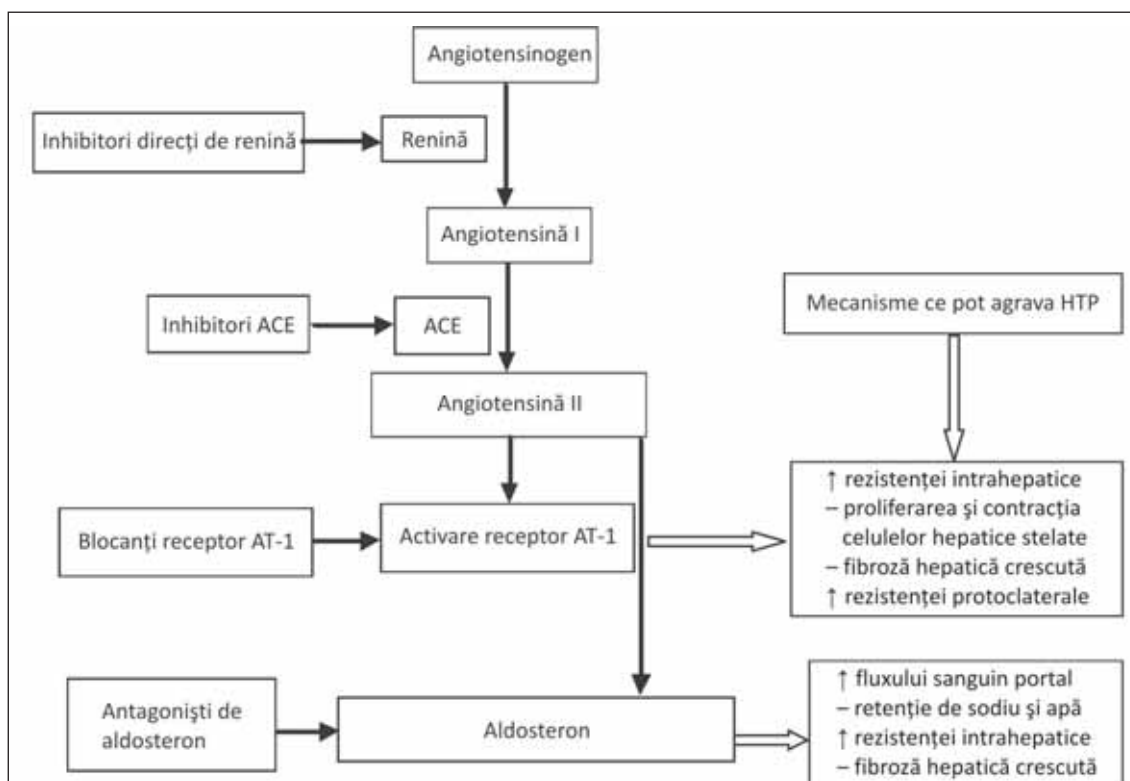 Angiotensinogen
Inhibitori direcți de renină
Renină
Angiotensină I
Mecanisme ce pot agrava HTP
Inhibitori ACE
ACE
Angiotensină II
↑ rezistenței intrahepatice
– proliferarea şi contracția
celulelor hepatice stelate
– fibroză hepatică crescută
↑ rezistenței protoclaterale
Blocanți receptor AT-1
Activare receptor AT-1
↑ fluxului sanguin portal
– retenție de sodiu şi apă
↑ rezistenței intrahepatice
– fibroză hepatică crescută
Antagonişti de
aldosteron
Aldosteron